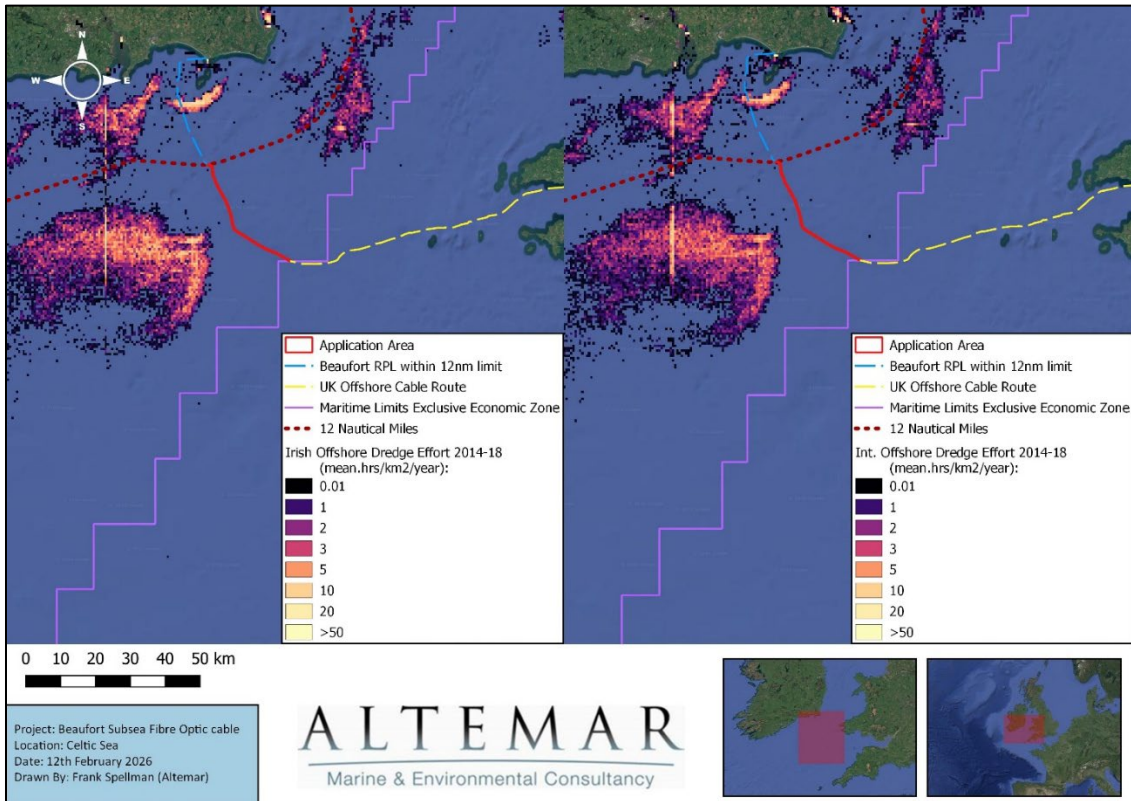 N
W
E
S
Application Area
Beaufort RPL within 12nm limit
UK Offshore Cable Route
Maritime Limits Exclusive Economic Zone
12 Nautical Miles
Irish Offshore Dredge Effort 2014-18
(mean.hrs/km2/year):
0.01
1
2
3
5
10
20
>50
Application Area
Beaufort RPL within 12nm limit
UK Offshore Cable Route
Maritime Limits Exclusive Economic Zone
12 Nautical Miles
Int. Offshore Dredge Effort 2014-18
(mean.hrs/km2/year):
0.01
1
2
3
5
10
20
>50
0 10 20 30 40 50 km
Project: Beaufort Subsea Fibre Optic cable
Location: Celtic Sea
Date: 12th February 2026
Drawn By: Frank Spellman (Altemar)
ALTEMAR
Marine & Environmental Consultancy